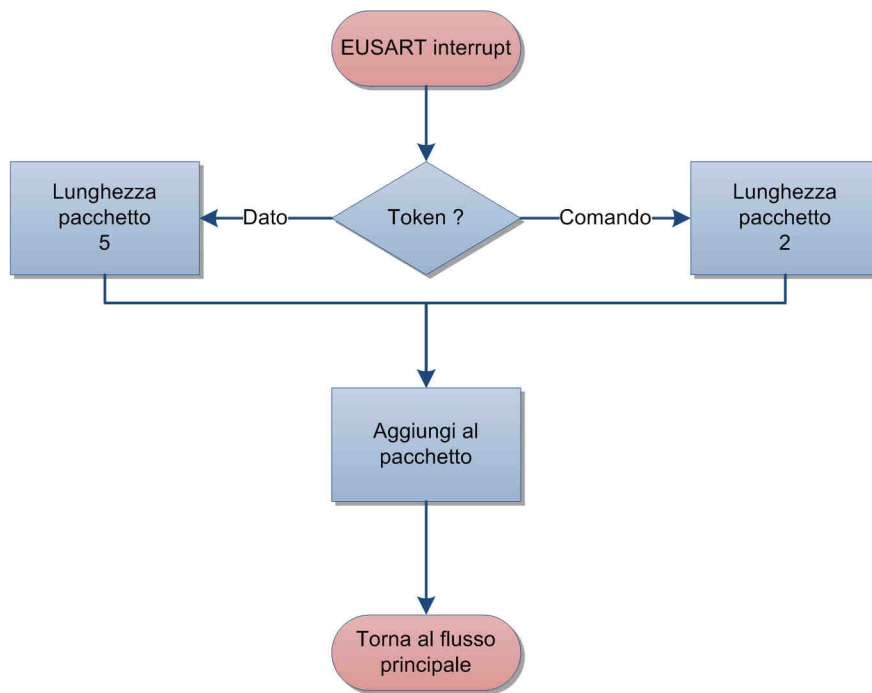 EUSART interrupt
Lunghezza
pacchetto
5
Dato
Token ?
Comando
Lunghezza
pacchetto
2
Aggiungi al
pacchetto
Torna al flusso
principale